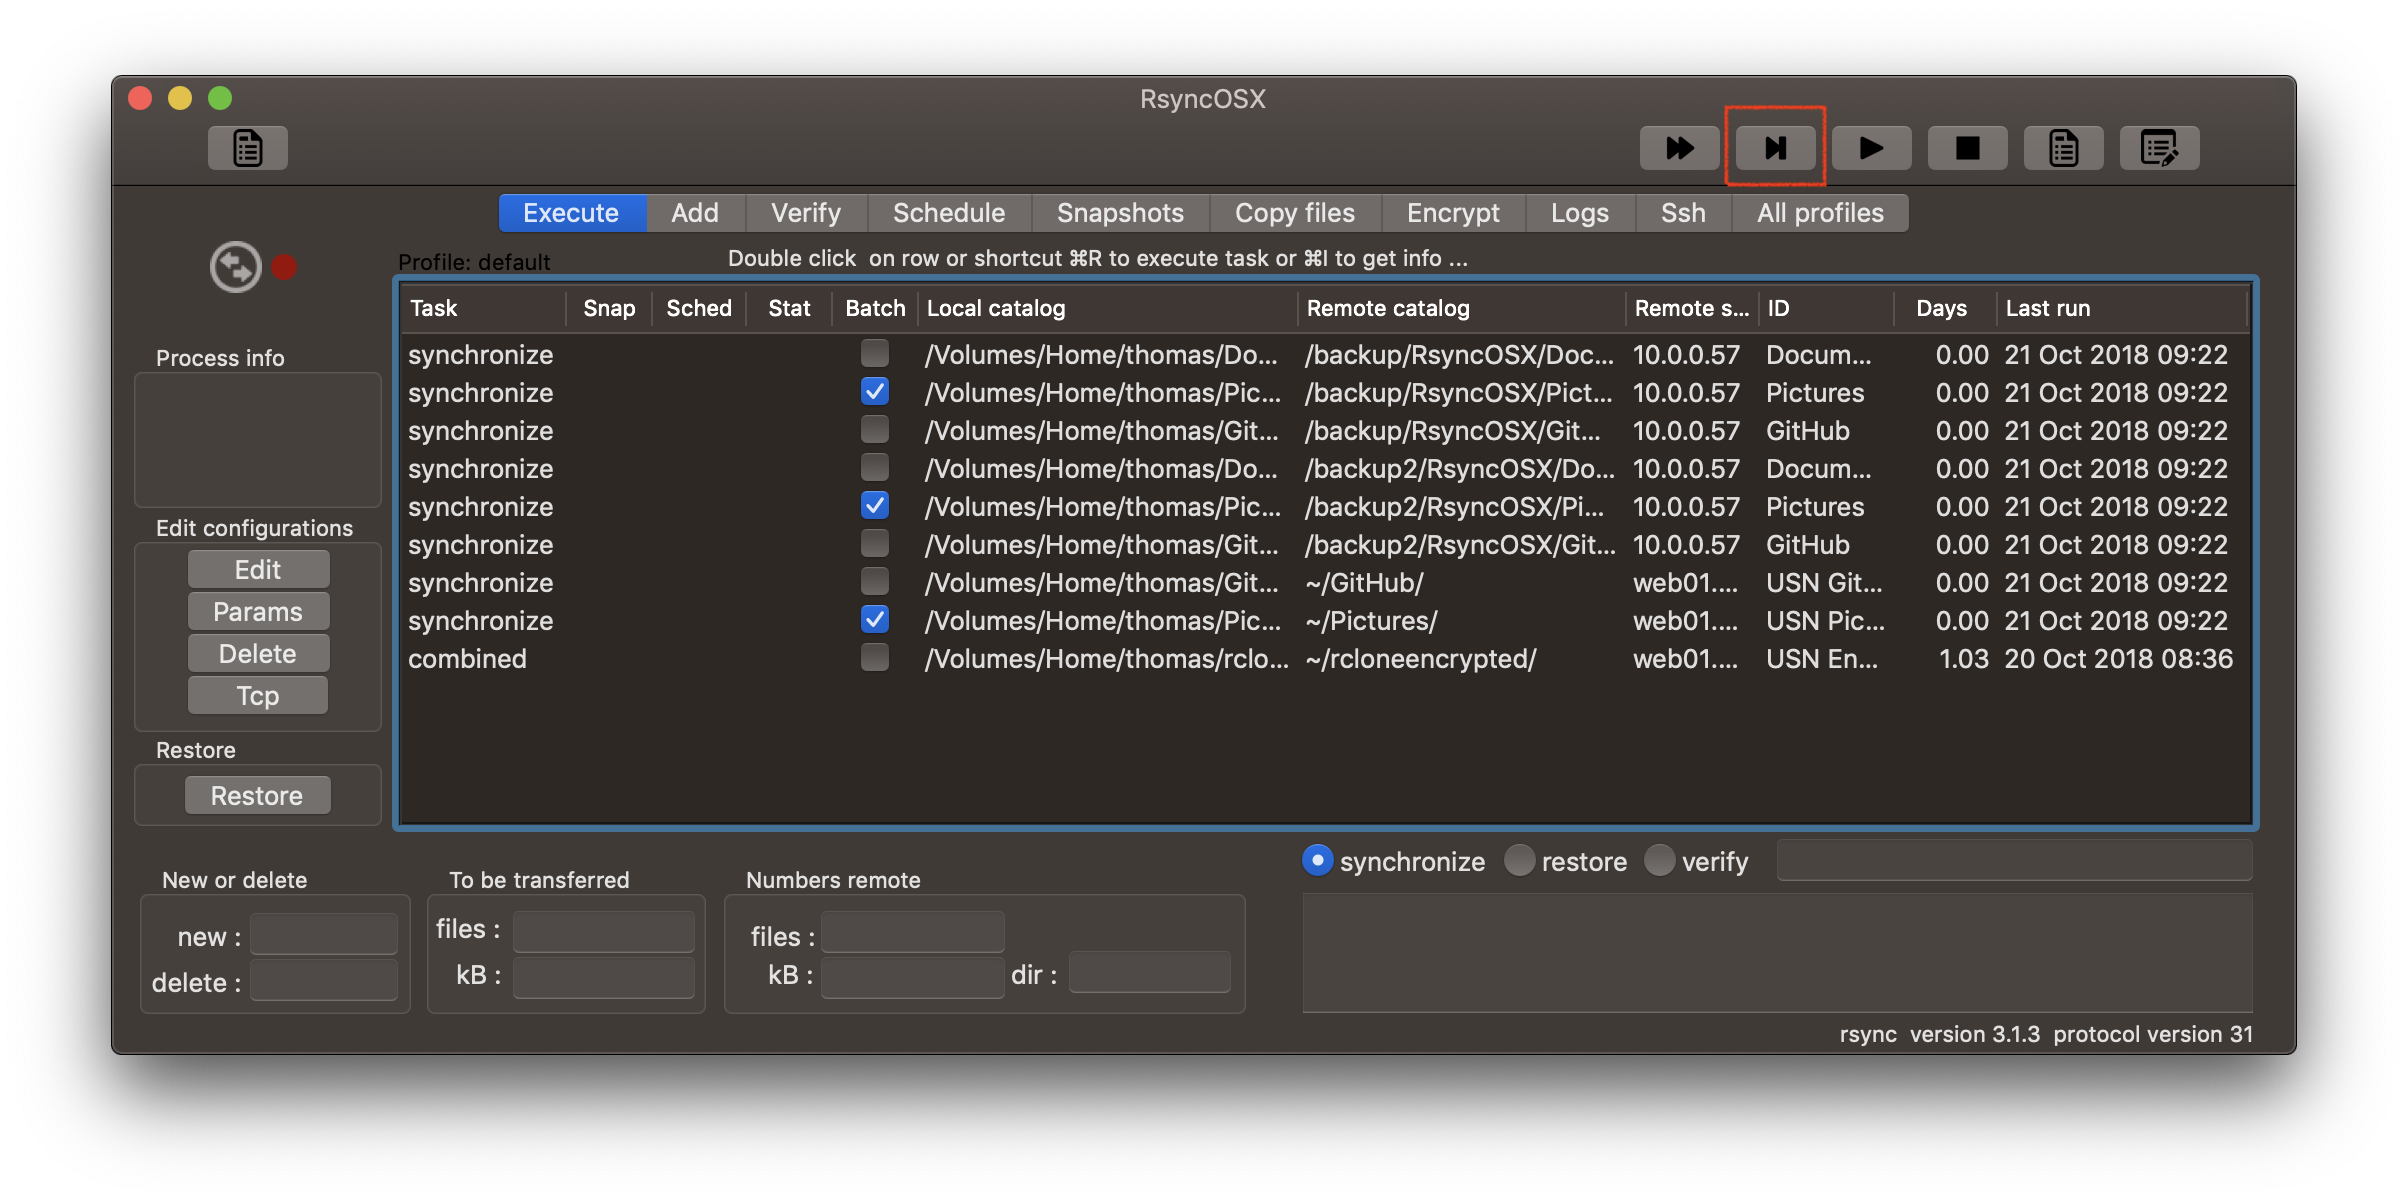 RsyncOSX
Execute Add Verify Schedule Snapshots Copy files Encrypt Logs Ssh All profiles
Profile: default Double click on row or shortcut ⌘R to execute task or ⌘I to get info ...
Task Snap Sched Stat Batch Local catalog Remote catalog Remote s... ID Days Last run
synchronize /Volumes/Home/thomas/Do... /backup/RsyncOSX/Doc... 10.0.0.57 Docum... 0.00 21 Oct 2018 09:22
synchronize /Volumes/Home/thomas/Pic... /backup/RsyncOSX/Pict... 10.0.0.57 Pictures 0.00 21 Oct 2018 09:22
synchronize /Volumes/Home/thomas/Git... /backup/RsyncOSX/Git... 10.0.0.57 GitHub 0.00 21 Oct 2018 09:22
synchronize /Volumes/Home/thomas/Do... /backup2/RsyncOSX/Do... 10.0.0.57 Docum... 0.00 21 Oct 2018 09:22
synchronize /Volumes/Home/thomas/Pic... /backup2/RsyncOSX/Pi... 10.0.0.57 Pictures 0.00 21 Oct 2018 09:22
synchronize /Volumes/Home/thomas/Git... /backup2/RsyncOSX/Git... 10.0.0.57 GitHub 0.00 21 Oct 2018 09:22
synchronize /Volumes/Home/thomas/Git... ~/GitHub/ web01.... USN Git... 0.00 21 Oct 2018 09:22
synchronize /Volumes/Home/thomas/Pic... ~/Pictures/ web01.... USN Pic... 0.00 21 Oct 2018 09:22
combined /Volumes/Home/thomas/rclo... ~/rcloneencrypted/ web01.... USN En... 1.03 20 Oct 2018 08:36
Process info
Edit configurations
Edit
Params
Delete
Tcp
Restore
Restore
synchronize restore verify
New or delete
new :
delete :
To be transferred
files :
kB :
Numbers remote
files :
kB : dir :
rsync version 3.1.3 protocol version 31